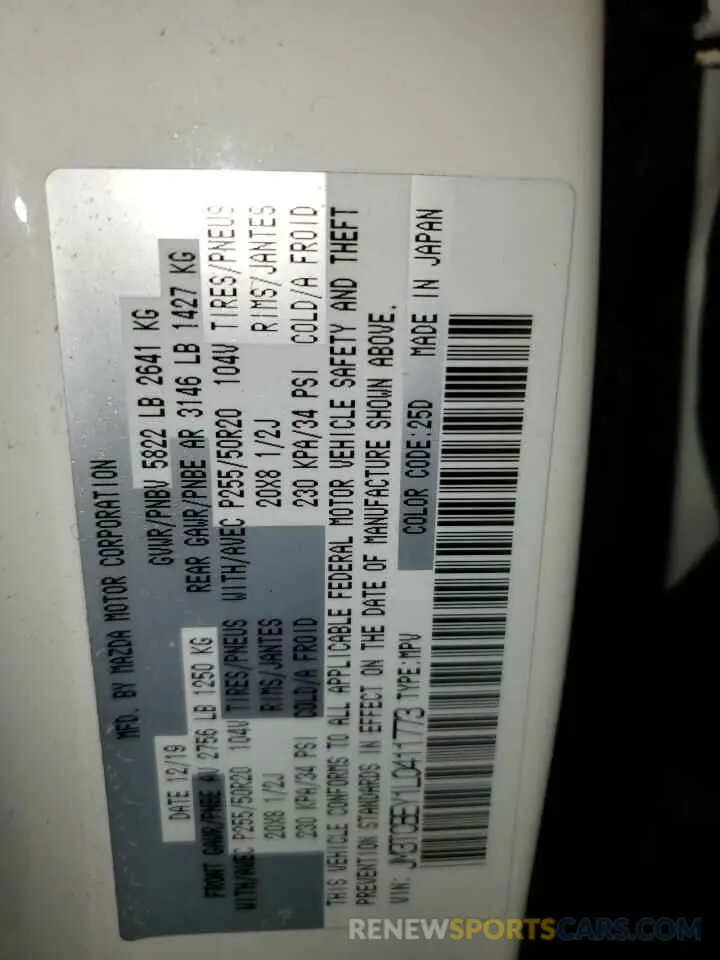 MFD. BY MAZDA MOTOR CORPORATION
DATE 12/19 GVWR/PNBV 5822 LB 2641 KG
FRONT GAWR/PNBE AV 2756 LB 1250 KG REAR GAWR/PNBE AR 3146 LB 1427 KG
WITH/AVEC P255/50R20 104V TIRES/PNEUS WITH/AVEC P255/50R20 104V TIRES/PNEUS
20X8 1/2J RIMS/JANTES 20X8 1/2J RIMS/JANTES
230 KPA/34 PSI COLD/A FROID 230 KPA/34 PSI COLD/A FROID
THIS VEHICLE CONFORMS TO ALL APPLICABLE FEDERAL MOTOR VEHICLE SAFETY AND THEFT
PREVENTION STANDARDS IN EFFECT ON THE DATE OF MANUFACTURE SHOWN ABOVE.
VIN: JM3TCBEY1L0411773 TYPE:MPV COLOR CODE:25D MADE IN JAPAN
RENEWSPORTSCARS.COM